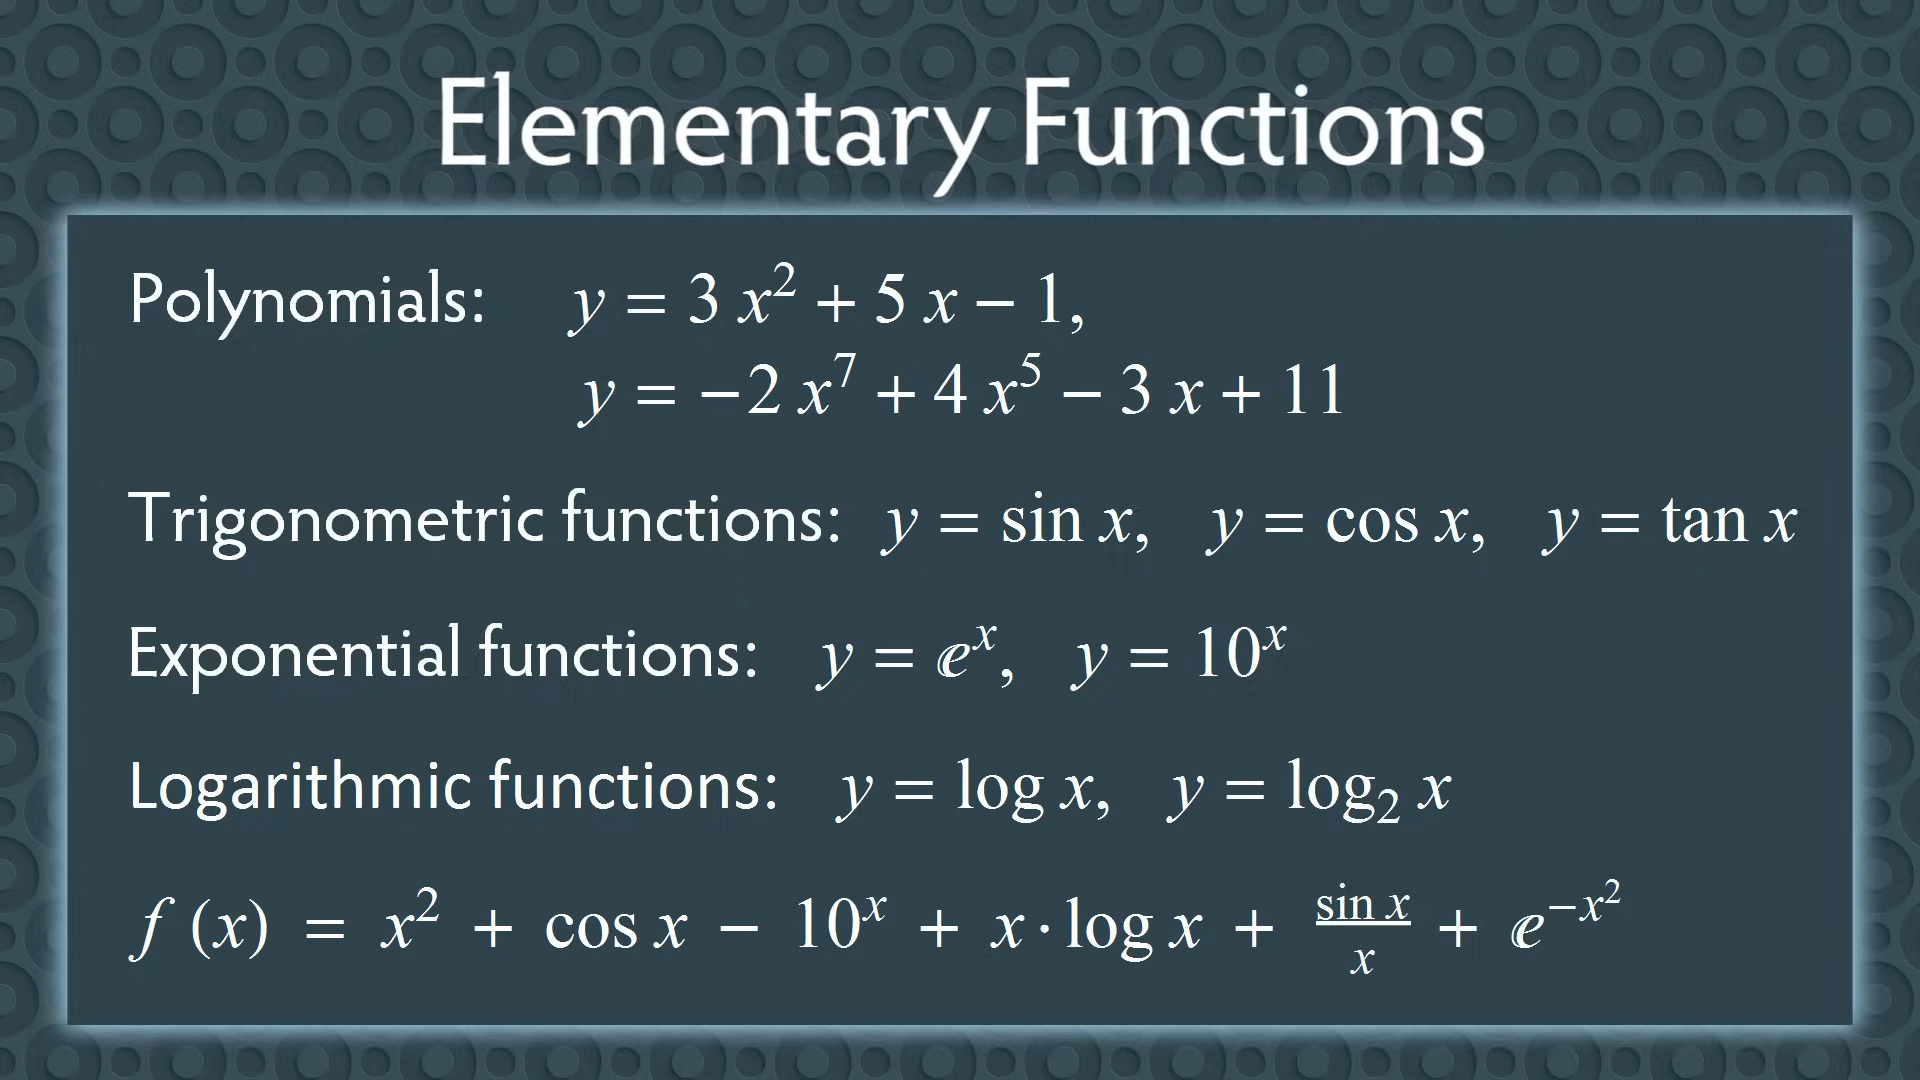 Elementary Functions
Polynomials: y = 3 x² + 5 x − 1,
y = −2 x⁷ + 4 x⁵ − 3 x + 11
Trigonometric functions: y = sin x, y = cos x, y = tan x
Exponential functions: y = eˣ, y = 10ˣ
Logarithmic functions: y = log x, y = log₂ x
f (x) = x² + cos x − 10ˣ + x · log x + sin x / x + e^(−x²)